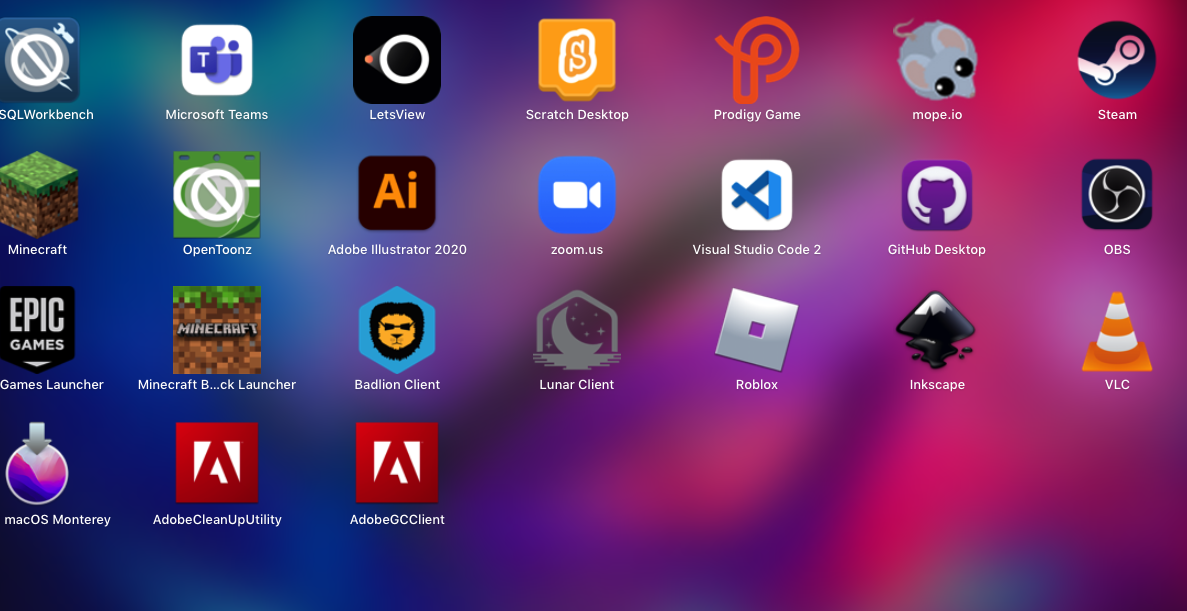 SQLWorkbench
T
Microsoft Teams
LetsView
S
Scratch Desktop
Prodigy Game
mope.io
Steam
Minecraft
OpenToonz
Ai
Adobe Illustrator 2020
zoom.us
Visual Studio Code 2
GitHub Desktop
OBS
EPIC
GAMES
Games Launcher
MINECRAFT
Minecraft B...ck Launcher
Badlion Client
Lunar Client
Roblox
Inkscape
VLC
macOS Monterey
AdobeCleanUpUtility
AdobeGCClient